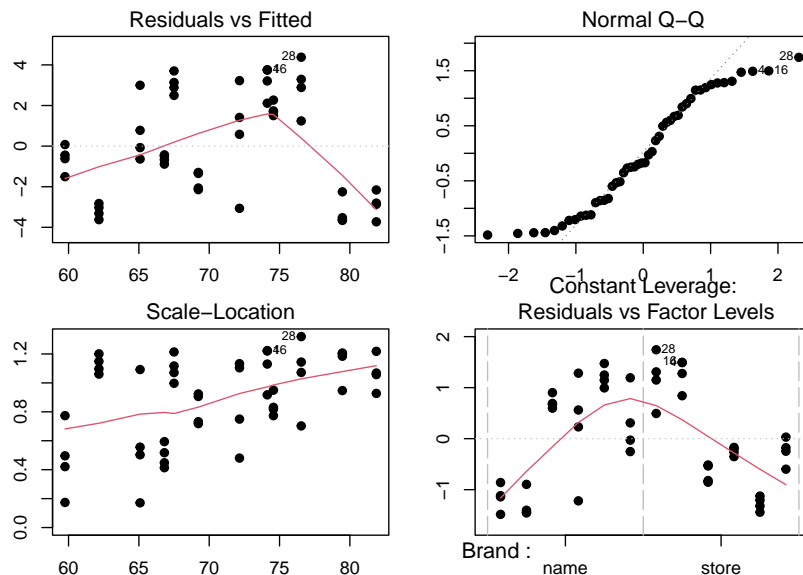 Residuals vs Fitted
4
2
0
−2
−4
28
60 65 70 75 80
Normal Q−Q
1.5
0.5
−0.5
−1.5
28
4 16
−2 −1 0 1 2
Scale−Location
1.2
0.8
0.4
0.0
28
60 65 70 75 80
Constant Leverage:
Residuals vs Factor Levels
2
1
0
−1
28
Brand :
name store